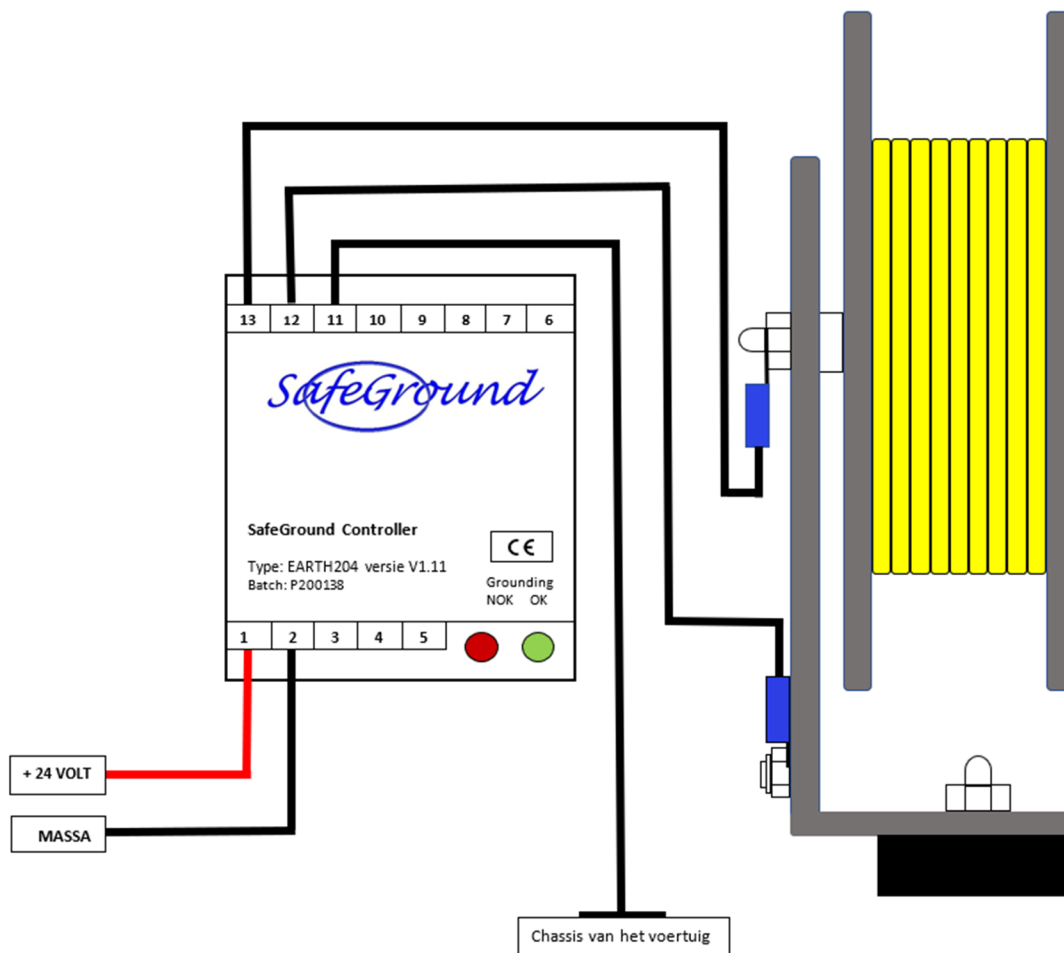 13 12 11 10 9 8 7 6
SafeGround
SafeGround Controller
Type: EARTH204 versie V1.11
Batch: P200138
CE
Grounding
NOK OK
1 2 3 4 5
+ 24 VOLT
MASSA
Chassis van het voertuig